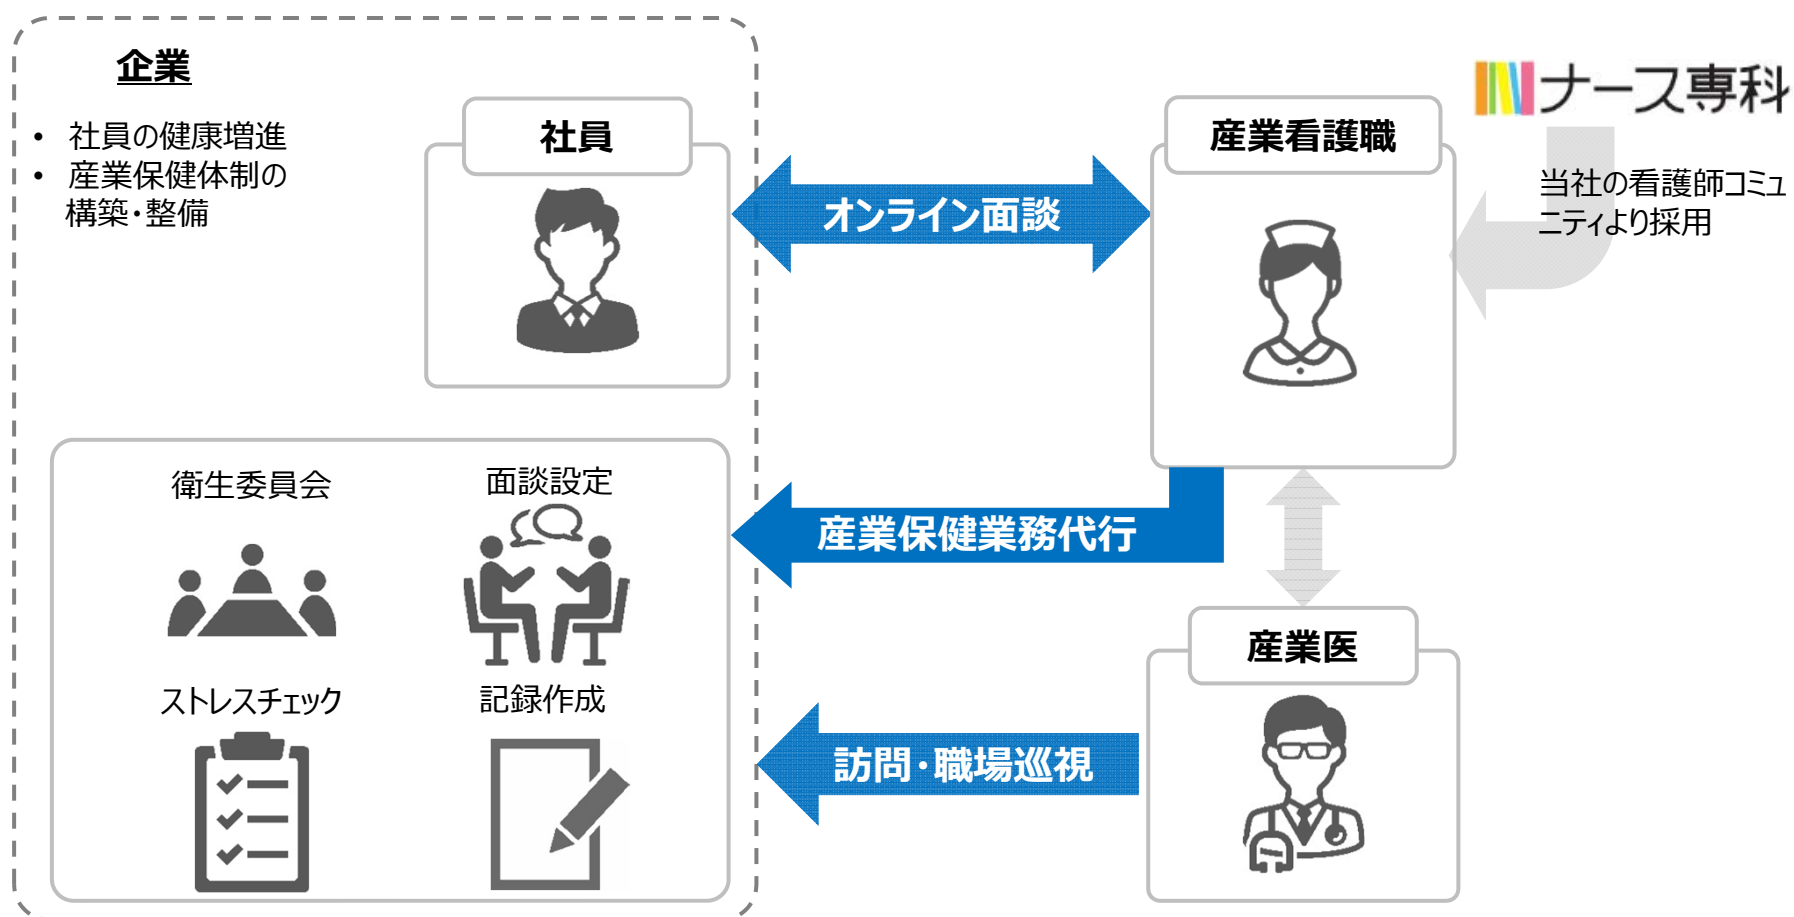 企業
• 社員の健康増進
• 産業保健体制の
構築・整備
社員
オンライン面談
産業看護職
ナース専科
当社の看護師コミュ
ニティより採用
衛生委員会
面談設定
産業保健業務代行
ストレスチェック
記録作成
産業医
訪問・職場巡視